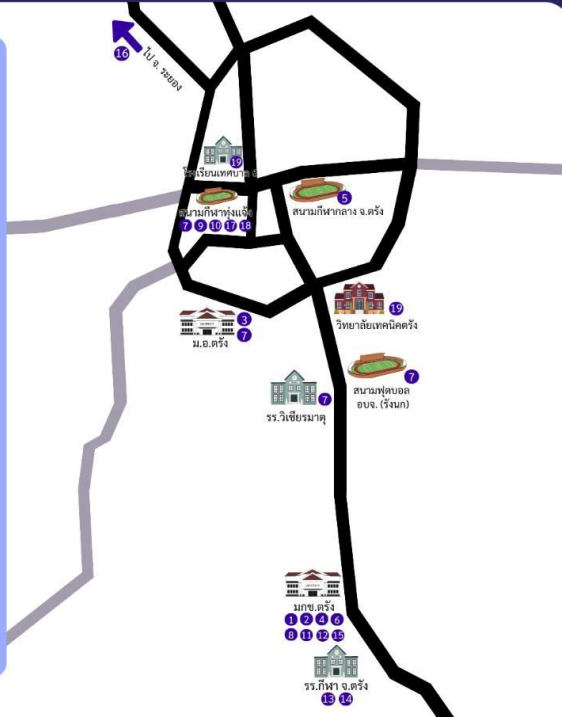 16
ไป จ. ระยอง
19
โรงเรียนเทศบาล
5
สนามกีฬากลาง จ.ตรัง
สนามกีฬาทุ่งแจ้ง
7 9 10 17 18
3
7
ม.อ.ตรัง
19
วิทยาลัยเทคนิคตรัง
7
สนามฟุตบอล
อบจ. (รังนก)
7
รร.วิเชียรมาตุ
มกช.ตรัง
1 2 4 6
8 11 12 15
รร.กีฬา จ.ตรัง
13 14